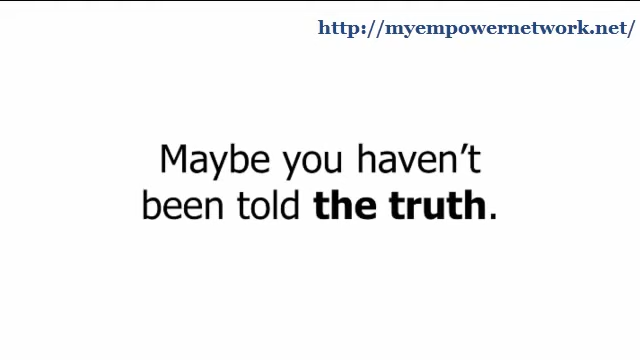 http://myempowernetwork.net/
Maybe you haven’t
been told the truth.